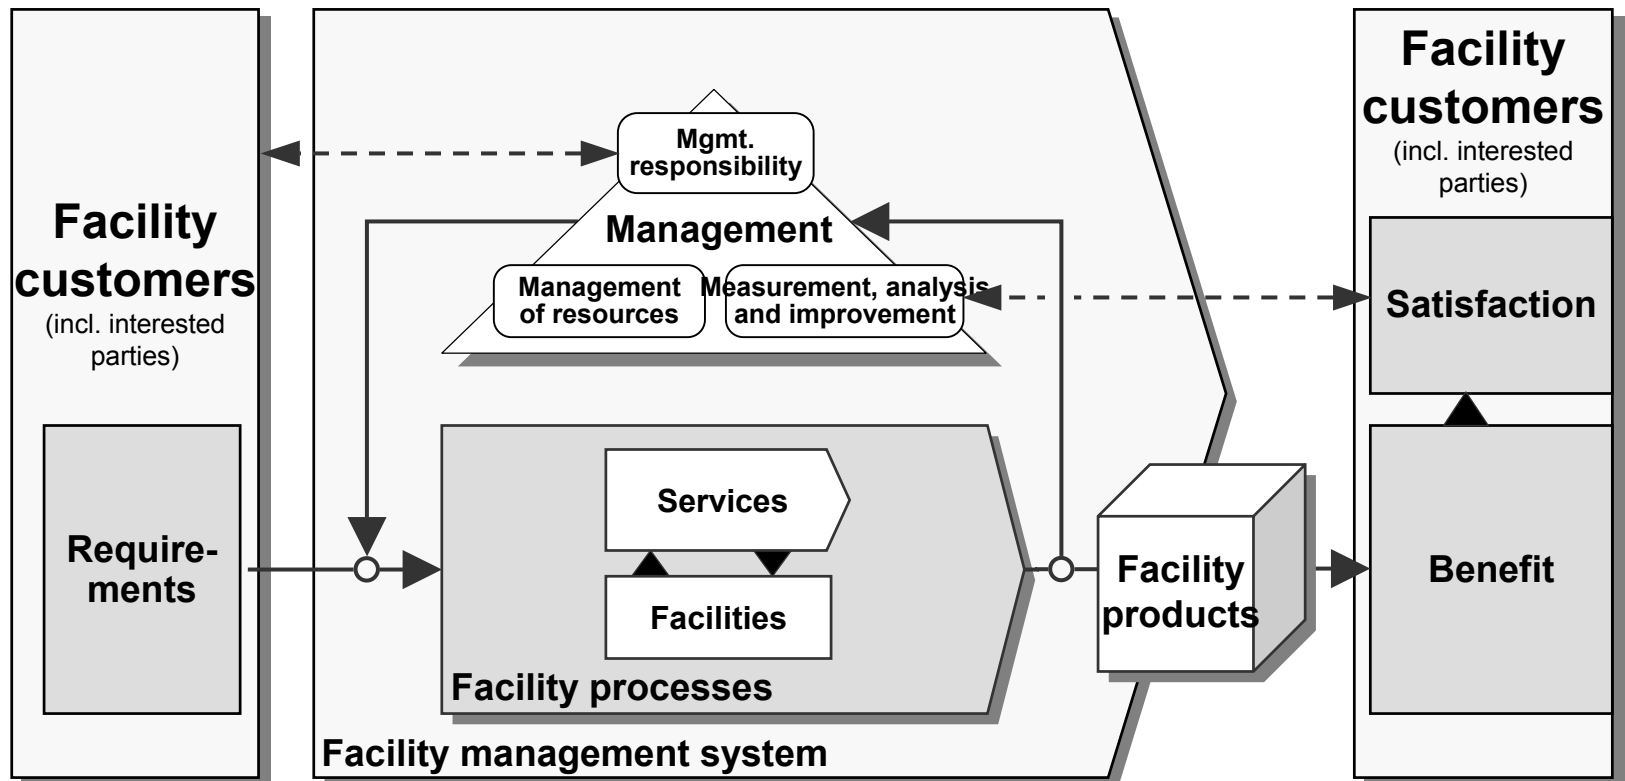 Facility
customers
(incl. interested
parties)
Require-
ments
Mgmt.
responsibility
Management
Management
of resources
Measurement, analysis
and improvement
Services
Facilities
Facility processes
Facility management system
Facility
products
Facility
customers
(incl. interested
parties)
Satisfaction
Benefit